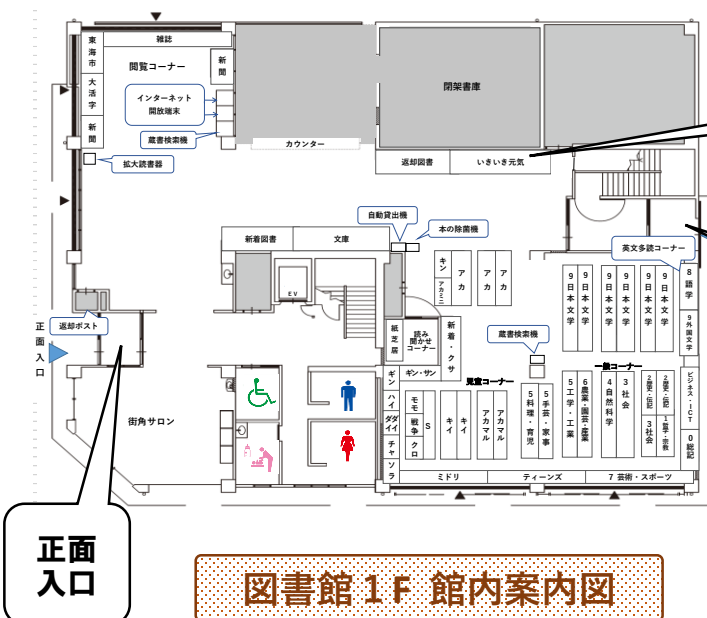 東海市
大活字
新聞
雑誌
閲覧コーナー
新聞
インターネット
開放端末
蔵書検索機
拡大読書器
カウンター
閉架書庫
返却図書
いきいき元気
自動貸出機
本の除菌機
新着図書
文庫
英文多読コーナー
EV
キン
アカミニ
アカ
アカ
アカ
9日本文学
9日本文学
9日本文学
9日本文学
9日本文学
9日本文学
8語学
9外国文学
ビジネス・ICT
0総記
返却ポスト
正面入口
紙芝居
読み
聞かせ
コーナー
新着・クサ
蔵書検索機
一般コーナー
ギン
ギン・サン
児童コーナー
ハイ
ダダイイ
チャ
ソラ
モモ
戦争
クロ
S
キイ
キイ
アカマル
アカマル
5料理・育児
5手芸・家事
5工学・工業
6農業・園芸・産業
4自然科学
3社会
2歴史・伝記
3社会
2歴史・伝記
1哲学・宗教
街角サロン
ミドリ
ティーンズ
7 芸術・スポーツ
正面
入口
図書館1F 館内案内図